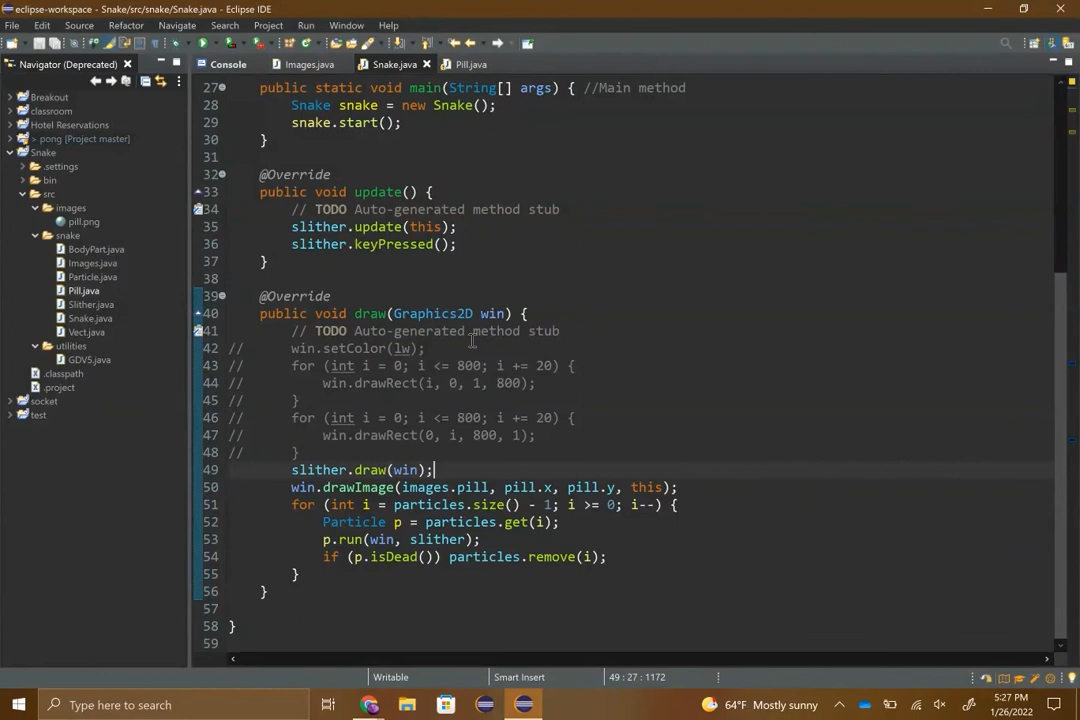 eclipse-workspace - Snake/src/snake/Snake.java - Eclipse IDE
File Edit Source Refactor Navigate Search Project Run Window Help
Navigator (Deprecated)
Console Images.java Snake.java Pill.java
Breakout
classroom
Hotel Reservations
> pong [Project master]
Snake
.settings
bin
src
images
pill.png
snake
BodyPart.java
Images.java
Particle.java
Pill.java
Slither.java
Snake.java
Vect.java
utilities
GDV5.java
.classpath
.project
socket
test
27 public static void main(String[] args) { //Main method
28 Snake snake = new Snake();
29 snake.start();
30 }
31
32 @Override
33 public void update() {
34 // TODO Auto-generated method stub
35 slither.update(this);
36 slither.keyPressed();
37 }
38
39 @Override
40 public void draw(Graphics2D win) {
41 // TODO Auto-generated method stub
42 // win.setColor(lw);
43 // for (int i = 0; i <= 800; i += 20) {
44 // win.drawRect(i, 0, 1, 800);
45 // }
46 // for (int i = 0; i <= 800; i += 20) {
47 // win.drawRect(0, i, 800, 1);
48 // }
49 slither.draw(win);
50 win.drawImage(images.pill, pill.x, pill.y, this);
51 for (int i = particles.size() - 1; i >= 0; i--) {
52 Particle p = particles.get(i);
53 p.run(win, slither);
54 if (p.isDead()) particles.remove(i);
55 }
56 }
57
58 }
59
Writable Smart Insert 49 : 27 : 1172
Type here to search
64°F Mostly sunny
5:27 PM
1/26/2022